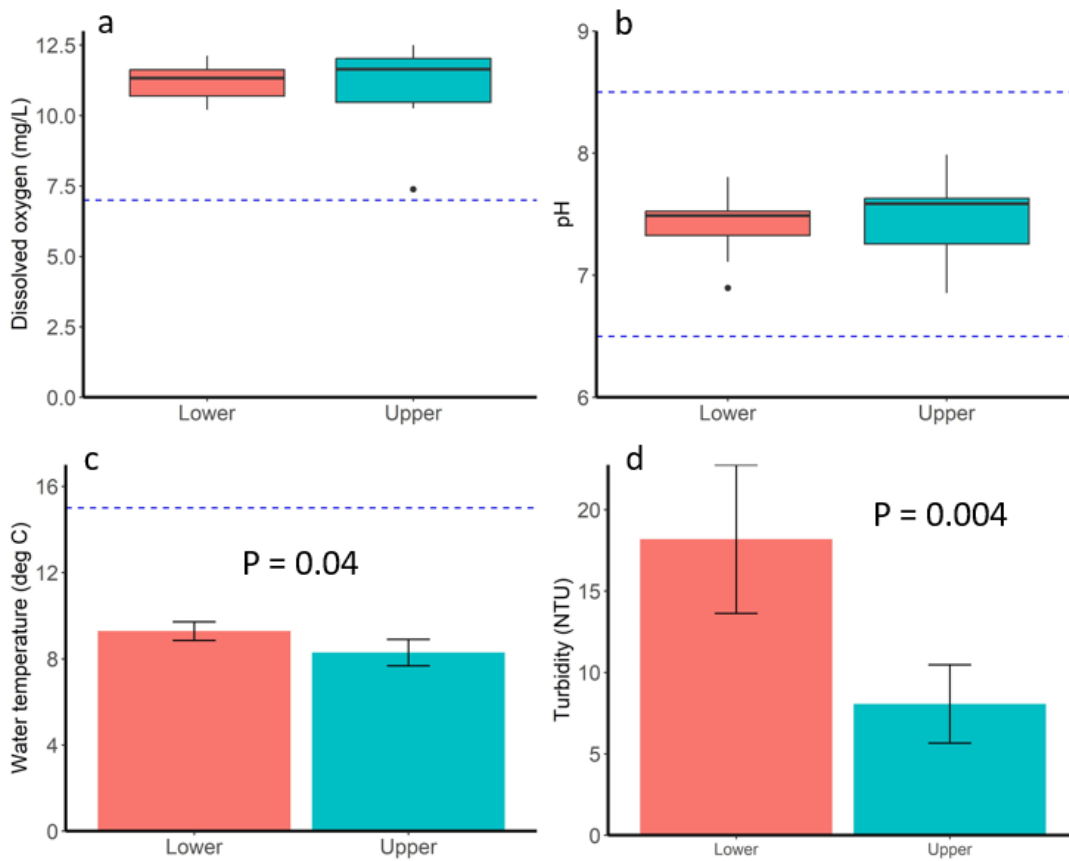 a
Dissolved oxygen (mg/L)
12.5
10.0
7.5
5.0
2.5
0.0
Lower Upper
b
pH
9
8
7
6
Lower Upper
c
Water temperature (deg C)
16
12
8
4
0
P = 0.04
Lower Upper
d
Turbidity (NTU)
20
15
10
5
0
P = 0.004
Lower Upper